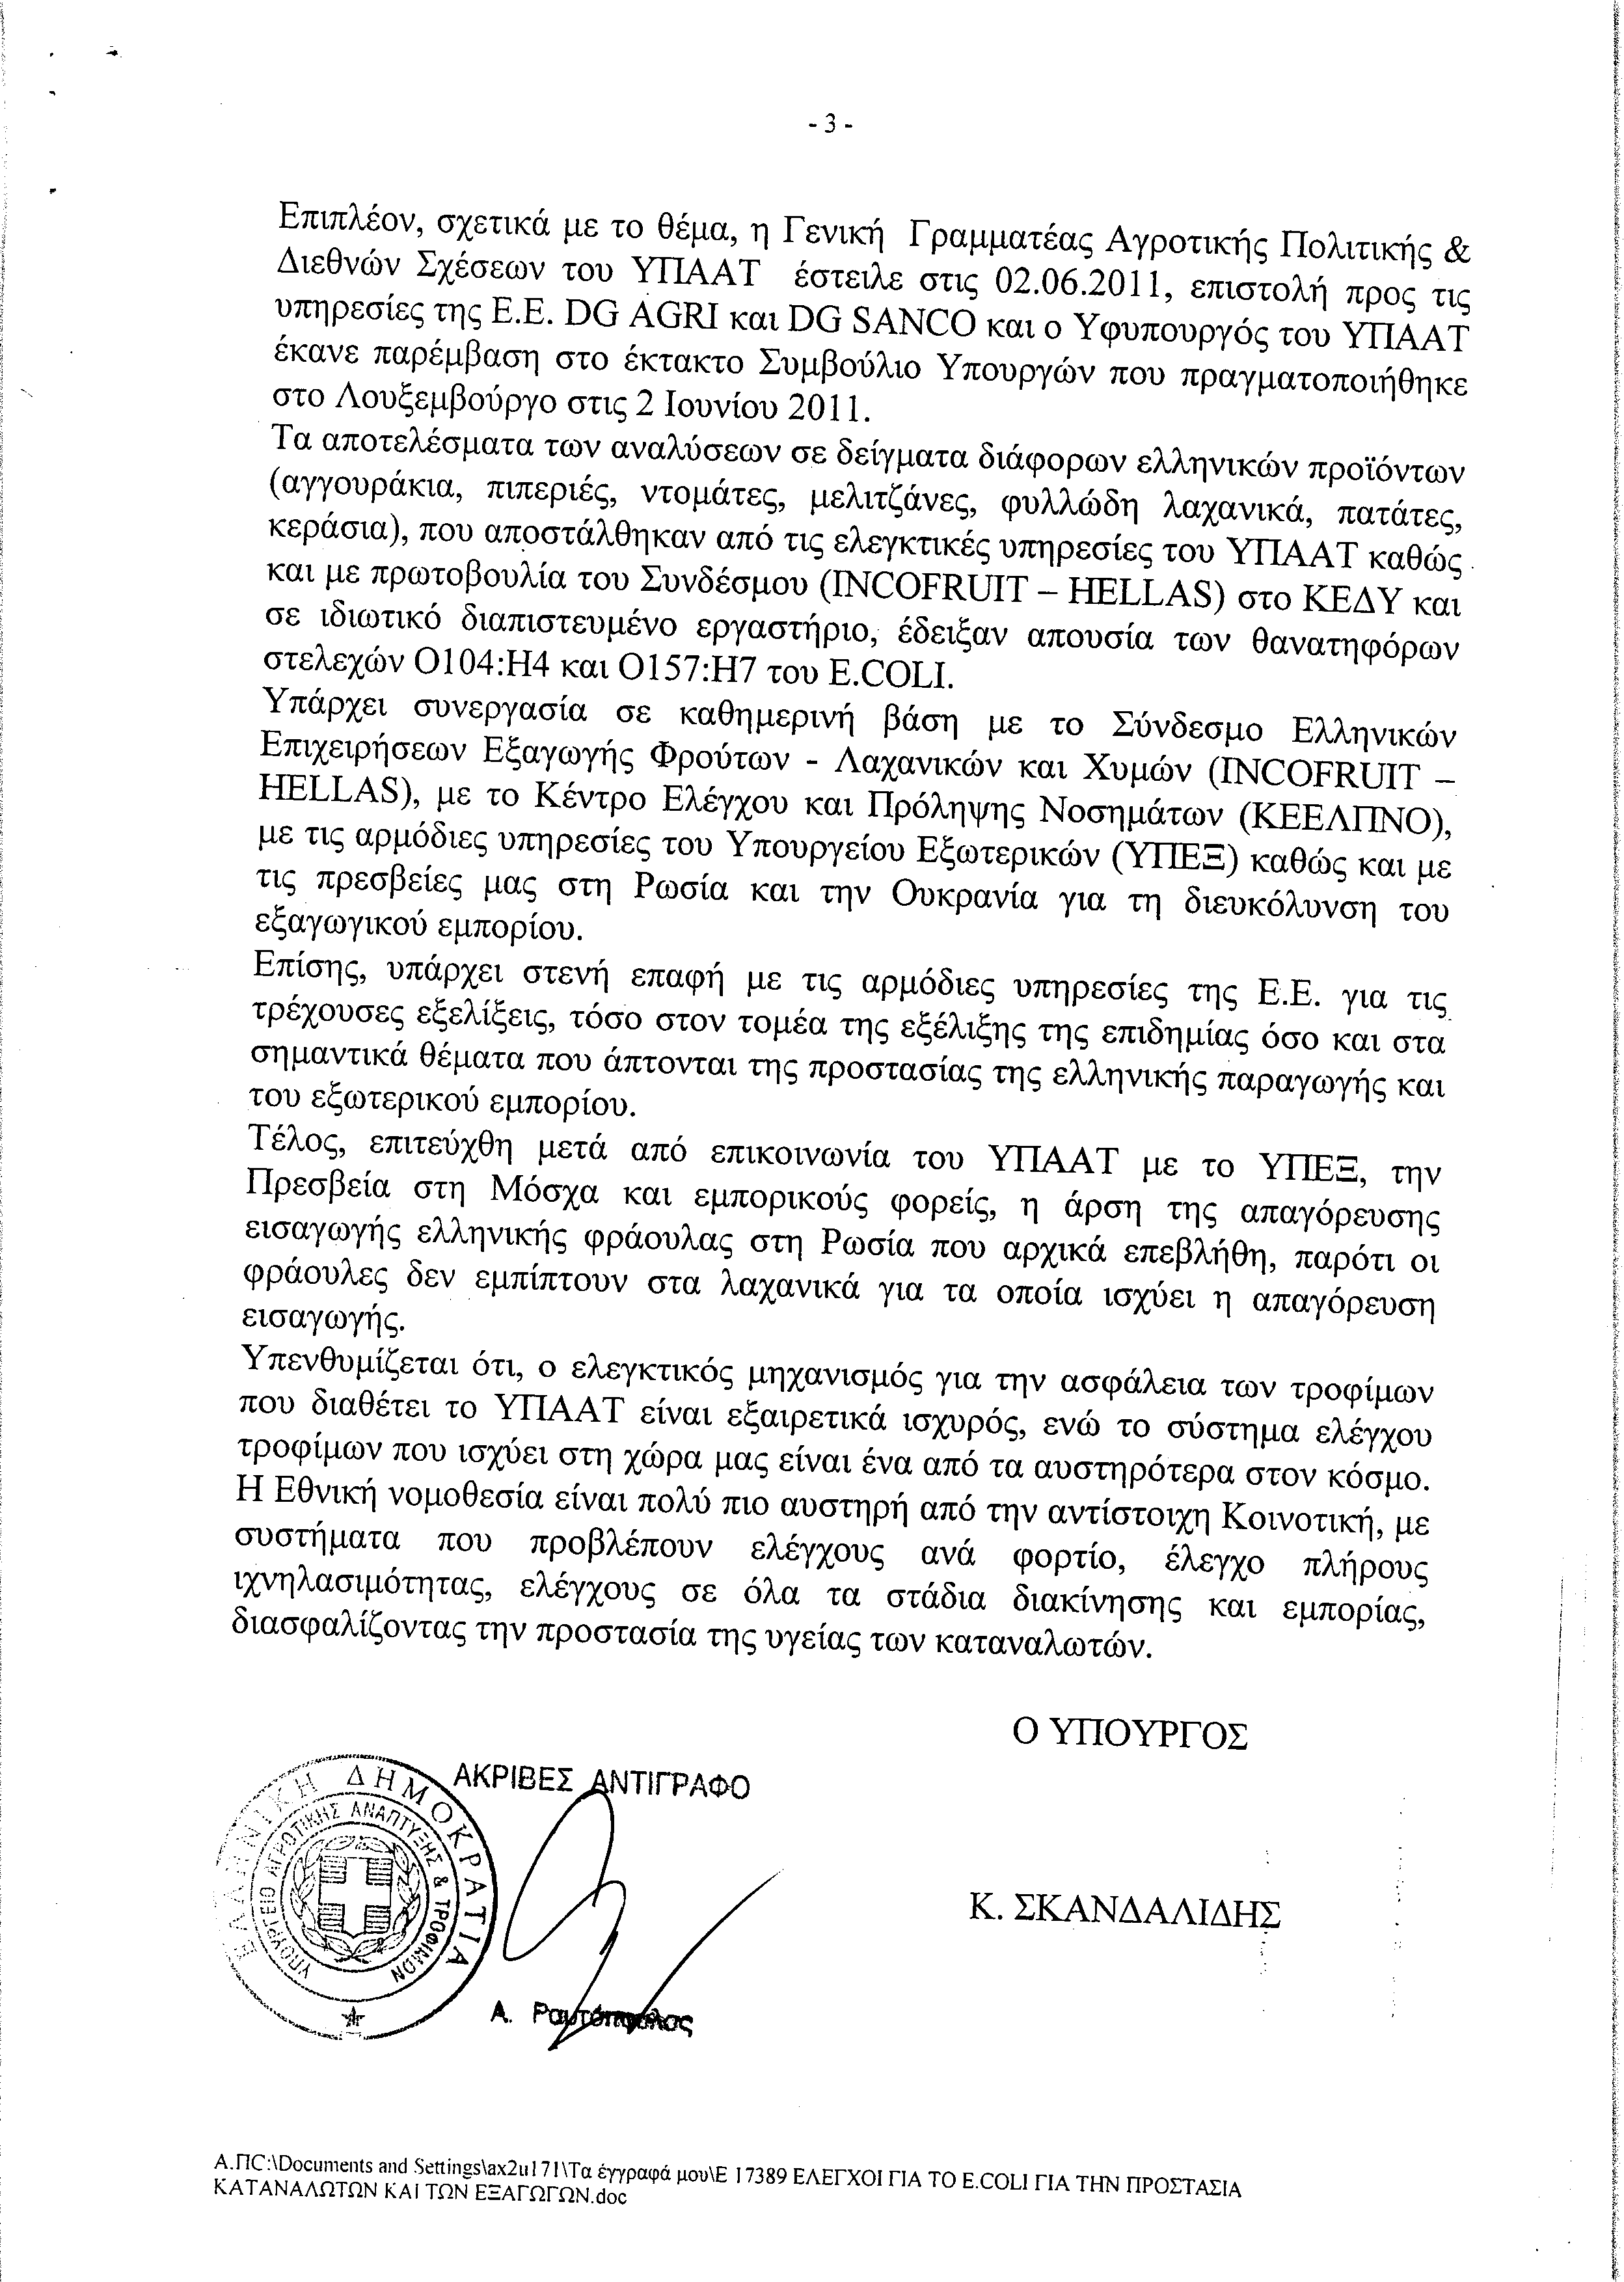 - 3 -
Επιπλέον, σχετικά με το θέμα, η Γενική Γραμματέας Αγροτικής Πολιτικής &
Διεθνών Σχέσεων του ΥΠΑΑΤ έστειλε στις 02.06.2011, επιστολή προς τις
υπηρεσίες της Ε.Ε. DG AGRI και DG SANCO και ο Υφυπουργός του ΥΠΑΑΤ
έκανε παρέμβαση στο έκτακτο Συμβούλιο Υπουργών που πραγματοποιήθηκε
στο Λουξεμβούργο στις 2 Ιουνίου 2011.
Τα αποτελέσματα των αναλύσεων σε δείγματα διάφορων ελληνικών προϊόντων
(αγγουράκια, πιπεριές, ντομάτες, μελιτζάνες, φυλλώδη λαχανικά, πατάτες,
κεράσια), που αποστάλθηκαν από τις ελεγκτικές υπηρεσίες του ΥΠΑΑΤ καθώς
και με πρωτοβουλία του Συνδέσμου (INCOFRUIT – HELLAS) στο ΚΕΔΥ και
σε ιδιωτικό διαπιστευμένο εργαστήριο, έδειξαν απουσία των θανατηφόρων
στελεχών O104:H4 και O157:H7 του E.COLI.
Υπάρχει συνεργασία σε καθημερινή βάση με το Σύνδεσμο Ελληνικών
Επιχειρήσεων Εξαγωγής Φρούτων - Λαχανικών και Χυμών (INCOFRUIT –
HELLAS), με το Κέντρο Ελέγχου και Πρόληψης Νοσημάτων (ΚΕΕΛΠΝΟ),
με τις αρμόδιες υπηρεσίες του Υπουργείου Εξωτερικών (ΥΠΕΞ) καθώς και με
τις πρεσβείες μας στη Ρωσία και την Ουκρανία για τη διευκόλυνση του
εξαγωγικού εμπορίου.
Επίσης, υπάρχει στενή επαφή με τις αρμόδιες υπηρεσίες της Ε.Ε. για τις
τρέχουσες εξελίξεις, τόσο στον τομέα της εξέλιξης της επιδημίας όσο και στα
σημαντικά θέματα που άπτονται της προστασίας της ελληνικής παραγωγής και
του εξωτερικού εμπορίου.
Τέλος, επιτεύχθη μετά από επικοινωνία του ΥΠΑΑΤ με το ΥΠΕΞ, την
Πρεσβεία στη Μόσχα και εμπορικούς φορείς, η άρση της απαγόρευσης
εισαγωγής ελληνικής φράουλας στη Ρωσία που αρχικά επεβλήθη, παρότι οι
φράουλες δεν εμπίπτουν στα λαχανικά για τα οποία ισχύει η απαγόρευση
εισαγωγής.
Υπενθυμίζεται ότι, ο ελεγκτικός μηχανισμός για την ασφάλεια των τροφίμων
που διαθέτει το ΥΠΑΑΤ είναι εξαιρετικά ισχυρός, ενώ το σύστημα ελέγχου
τροφίμων που ισχύει στη χώρα μας είναι ένα από τα αυστηρότερα στον κόσμο.
Η Εθνική νομοθεσία είναι πολύ πιο αυστηρή από την αντίστοιχη Κοινοτική, με
συστήματα που προβλέπουν ελέγχους ανά φορτίο, έλεγχο πλήρους
ιχνηλασιμότητας, ελέγχους σε όλα τα στάδια διακίνησης και εμπορίας,
διασφαλίζοντας την προστασία της υγείας των καταναλωτών.
Ο ΥΠΟΥΡΓΟΣ
ΑΚΡΙΒΕΣ ΑΝΤΙΓΡΑΦΟ
ΕΛΛΗΝΙΚΗ ΔΗΜΟΚΡΑΤΙΑ
ΥΠΟΥΡΓΕΙΟ ΑΓΡΟΤΙΚΗΣ ΑΝΑΠΤΥΞΗΣ & ΤΡΟΦΙΜΩΝ
Κ. ΣΚΑΝΔΑΛΙΔΗΣ
Α.
Α.ΠC:\Documents and Settings\ax2u171\Τα έγγραφά μου\Ε 17389 ΕΛΕΓΧΟΙ ΓΙΑ ΤΟ E.COLI ΓΙΑ ΤΗΝ ΠΡΟΣΤΑΣΙΑ
ΚΑΤΑΝΑΛΩΤΩΝ ΚΑΙ ΤΩΝ ΕΞΑΓΩΓΩΝ.doc